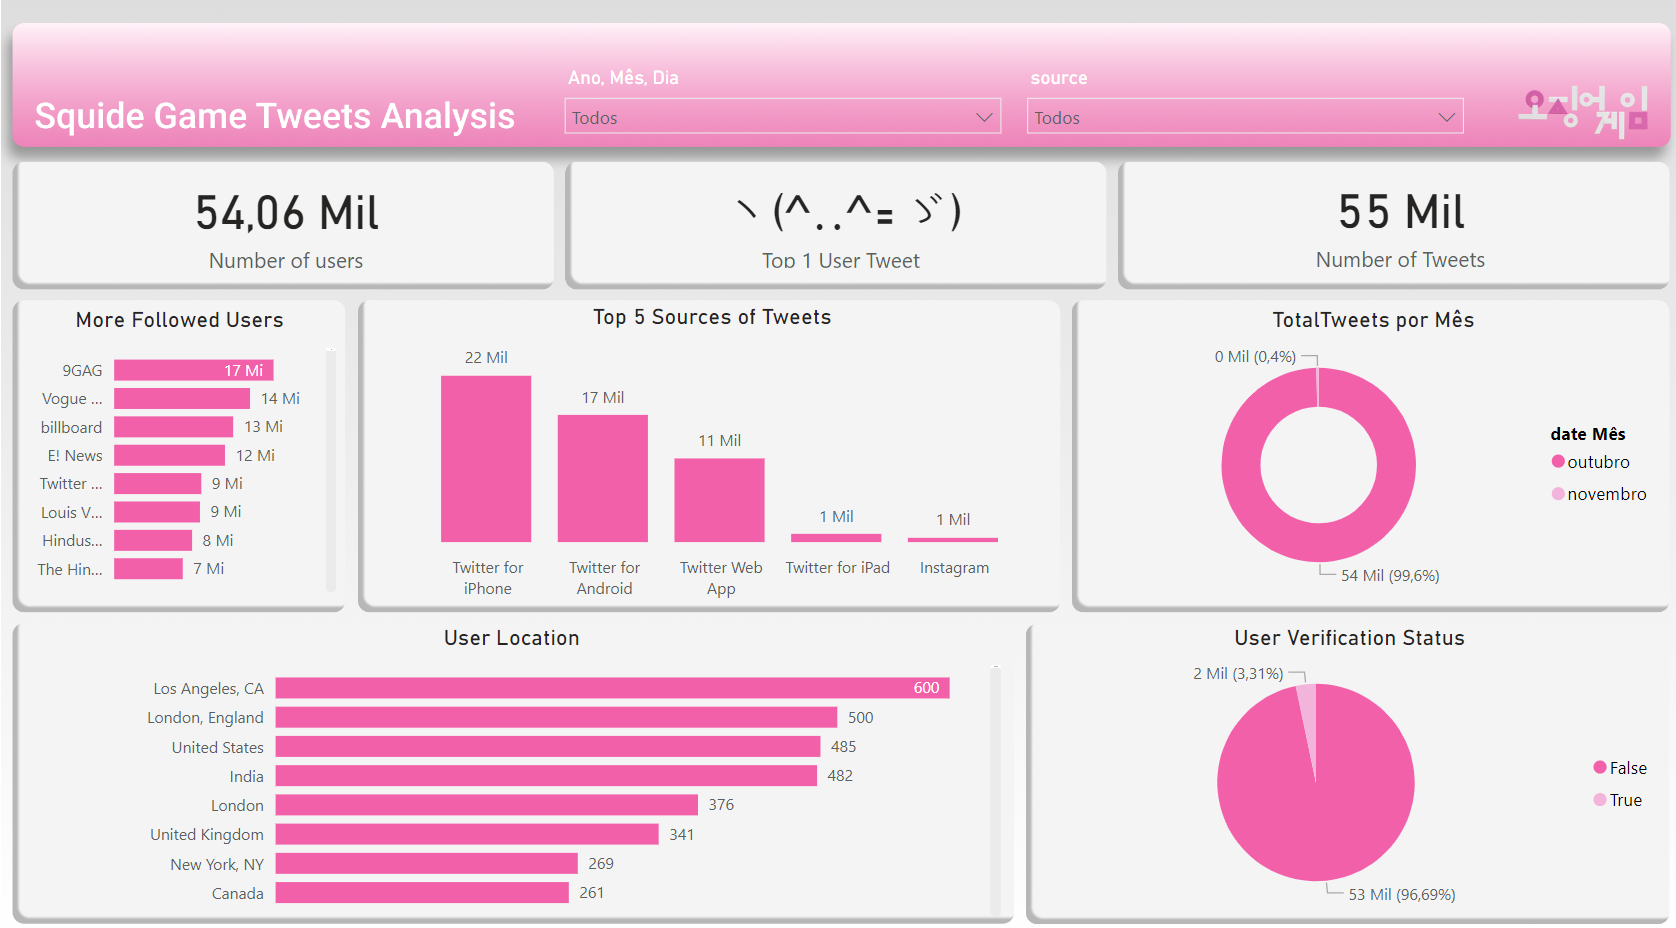 Squide Game Tweets Analysis
Ano, Mês, Dia
Todos
source
Todos
오징어
게임
54,06 Mil
Number of users
ヽ(^‥^=ゞ)
Top 1 User Tweet
55 Mil
Number of Tweets
More Followed Users
9GAG 17 Mi
Vogue ... 14 Mi
billboard 13 Mi
E! News 12 Mi
Twitter ... 9 Mi
Louis V... 9 Mi
Hindus... 8 Mi
The Hin... 7 Mi
Top 5 Sources of Tweets
22 Mil
17 Mil
11 Mil
1 Mil
1 Mil
Twitter for
iPhone
Twitter for
Android
Twitter Web
App
Twitter for iPad
Instagram
TotalTweets por Mês
0 Mil (0,4%)
54 Mil (99,6%)
date Mês
outubro
novembro
User Location
Los Angeles, CA 600
London, England 500
United States 485
India 482
London 376
United Kingdom 341
New York, NY 269
Canada 261
User Verification Status
2 Mil (3,31%)
53 Mil (96,69%)
False
True